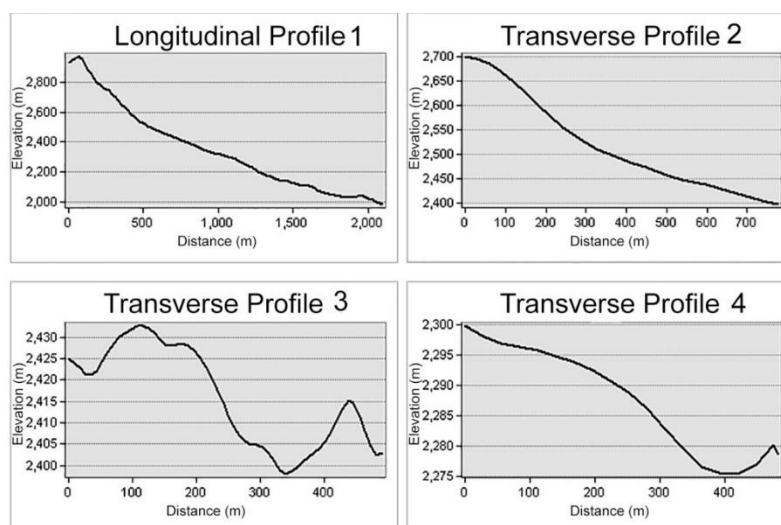 Longitudinal Profile 1
Elevation (m)
2,800
2,600
2,400
2,200
2,000
0 500 1,000 1,500 2,000
Distance (m)
Transverse Profile 2
Elevation (m)
2,700
2,650
2,600
2,550
2,500
2,450
2,400
0 100 200 300 400 500 600 700
Distance (m)
Transverse Profile 3
Elevation (m)
2,430
2,425
2,420
2,415
2,410
2,405
2,400
0 100 200 300 400
Distance (m)
Transverse Profile 4
Elevation (m)
2,300
2,295
2,290
2,285
2,280
2,275
0 100 200 300 400
Distance (m)